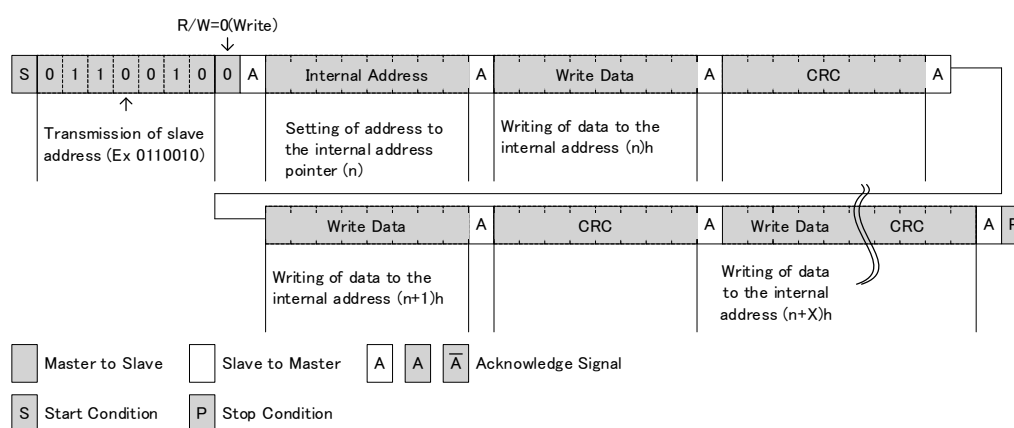 R/W=0(Write)
S 0 1 1 0 0 1 0 0 A Internal Address A Write Data A CRC A
Transmission of slave
address (Ex 0110010)
Setting of address to
the internal address
pointer (n)
Writing of data to the
internal address (n)h
Write Data A CRC A Write Data CRC A P
Writing of data to the
internal address (n+1)h
Writing of data
to the internal
address (n+X)h
Master to Slave Slave to Master A A A Acknowledge Signal
S Start Condition P Stop Condition